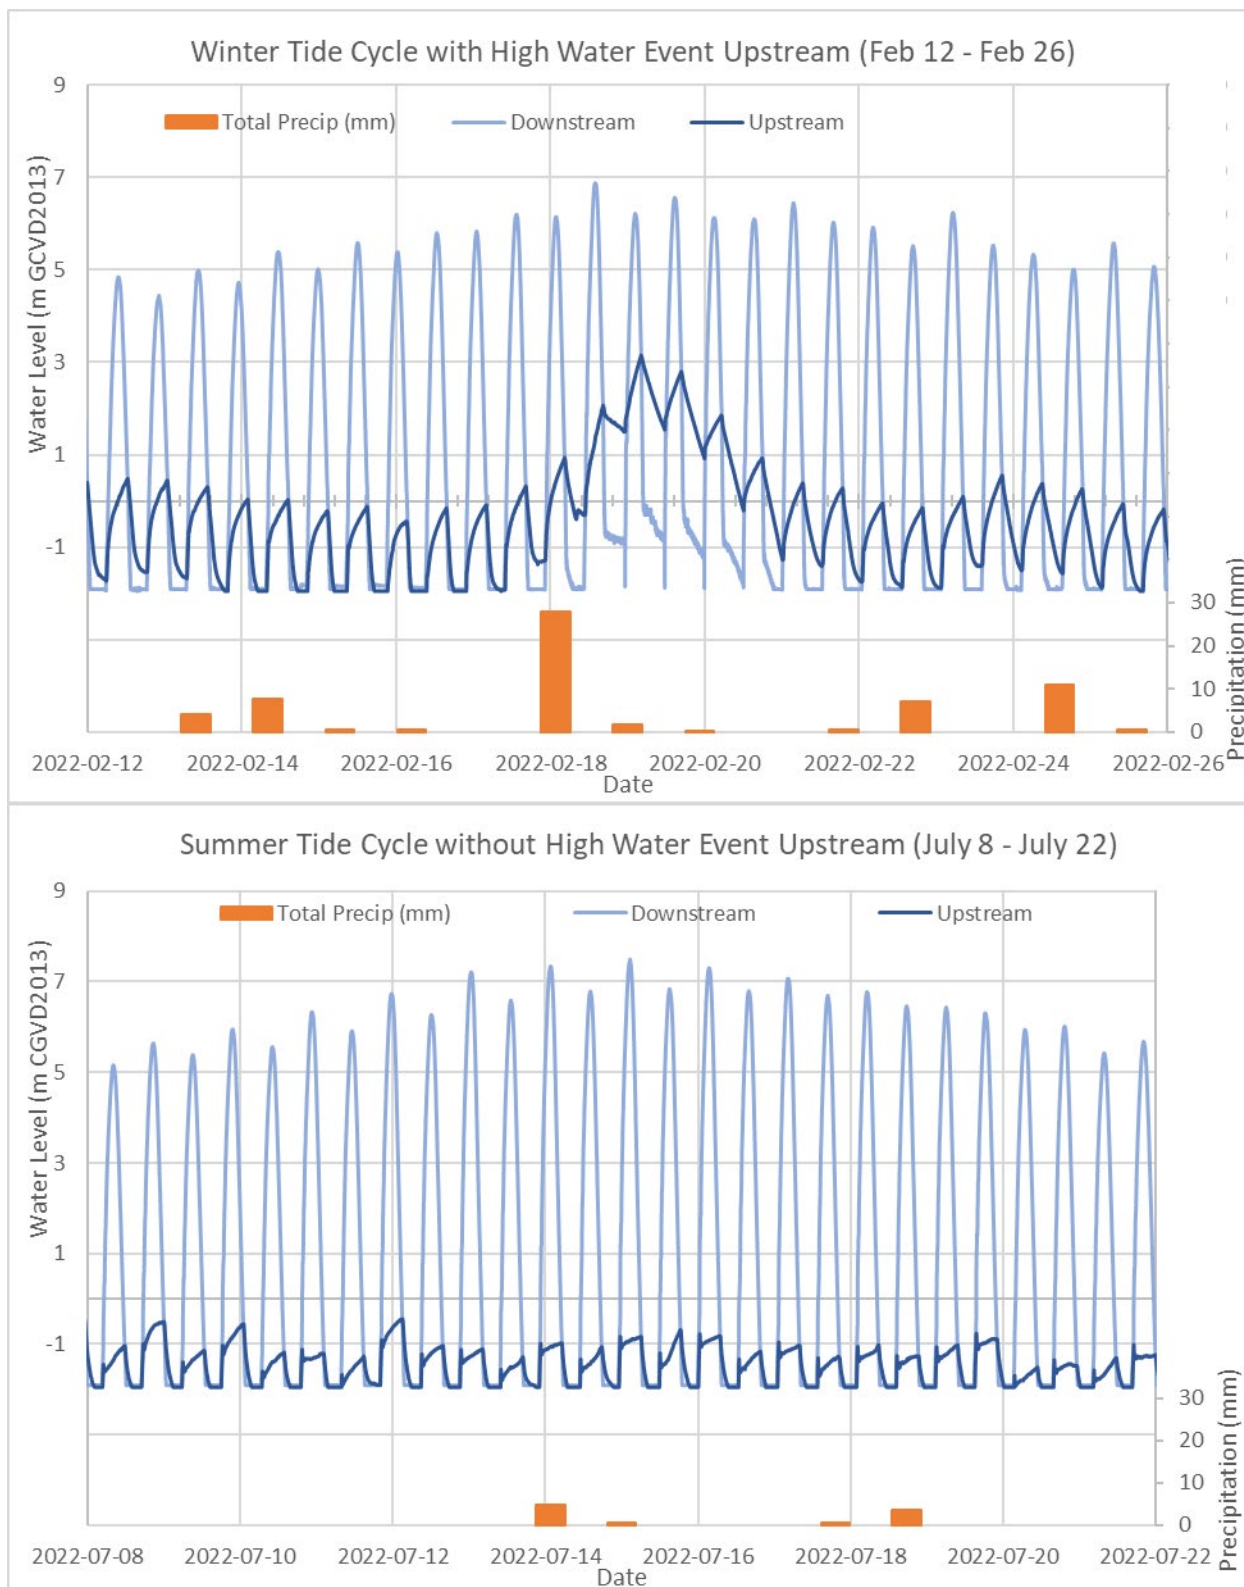 Winter Tide Cycle with High Water Event Upstream (Feb 12 - Feb 26)
9
Total Precip (mm) Downstream Upstream
7
5
3
1
-1
Water Level (m GCVD2013)
30
20
10
0
Precipitation (mm)
2022-02-12 2022-02-14 2022-02-16 2022-02-18 2022-02-20 2022-02-22 2022-02-24 2022-02-26
Date
Summer Tide Cycle without High Water Event Upstream (July 8 - July 22)
9
Total Precip (mm) Downstream Upstream
7
5
3
1
-1
Water Level (m CGVD2013)
30
20
10
0
Precipitation (mm)
2022-07-08 2022-07-10 2022-07-12 2022-07-14 2022-07-16 2022-07-18 2022-07-20 2022-07-22
Date